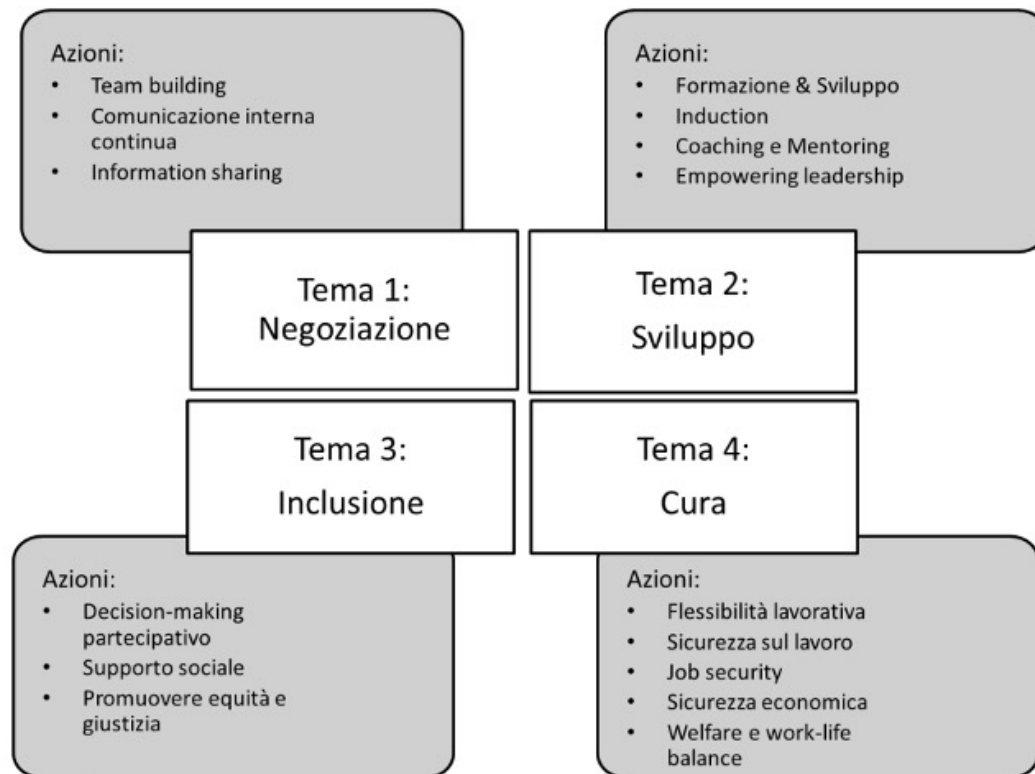 Azioni:
• Team building
• Comunicazione interna
continua
• Information sharing
Azioni:
• Formazione & Sviluppo
• Induction
• Coaching e Mentoring
• Empowering leadership
Tema 1:
Negoziazione
Tema 2:
Sviluppo
Tema 3:
Inclusione
Tema 4:
Cura
Azioni:
• Decision-making
partecipativo
• Supporto sociale
• Promuovere equità e
giustizia
Azioni:
• Flessibilità lavorativa
• Sicurezza sul lavoro
• Job security
• Sicurezza economica
• Welfare e work-life
balance